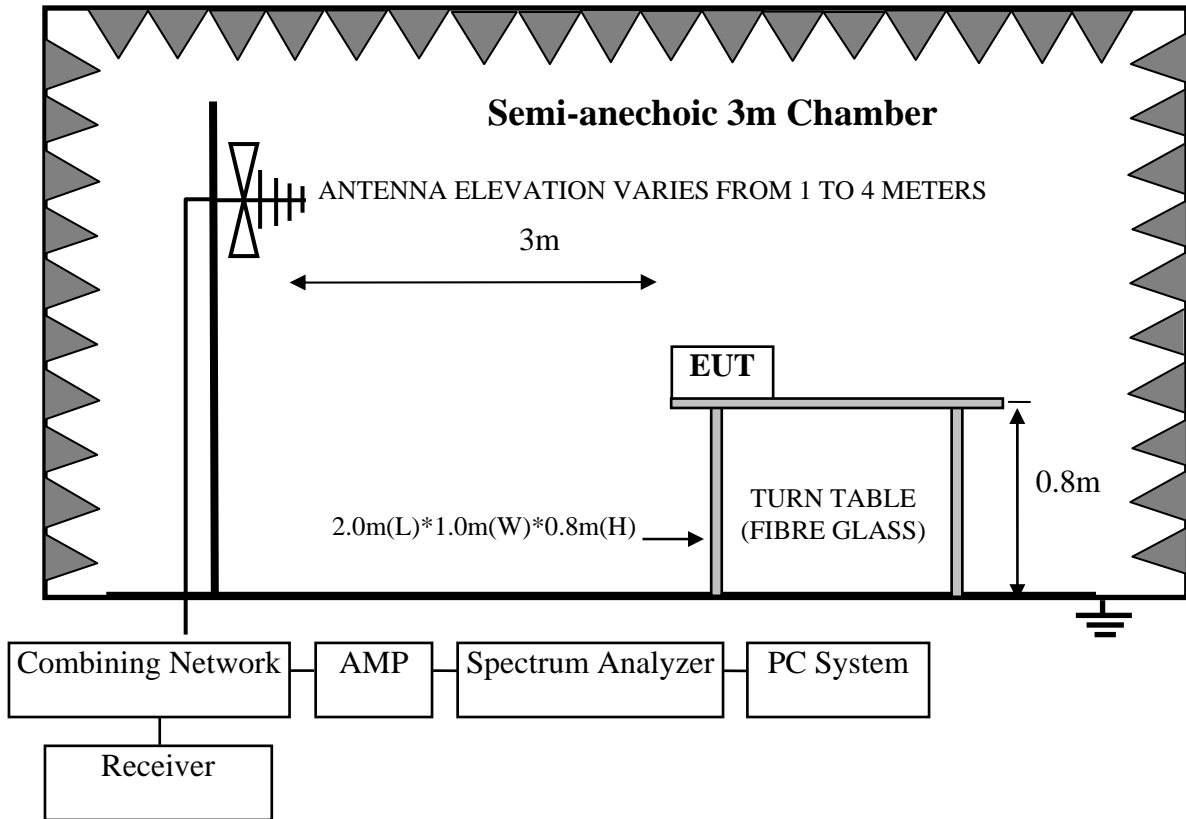 Semi-anechoic 3m Chamber
ANTENNA ELEVATION VARIES FROM 1 TO 4 METERS
3m
EUT
0.8m
TURN TABLE
(FIBRE GLASS)
2.0m(L)*1.0m(W)*0.8m(H)
Combining Network
AMP
Spectrum Analyzer
PC System
Receiver